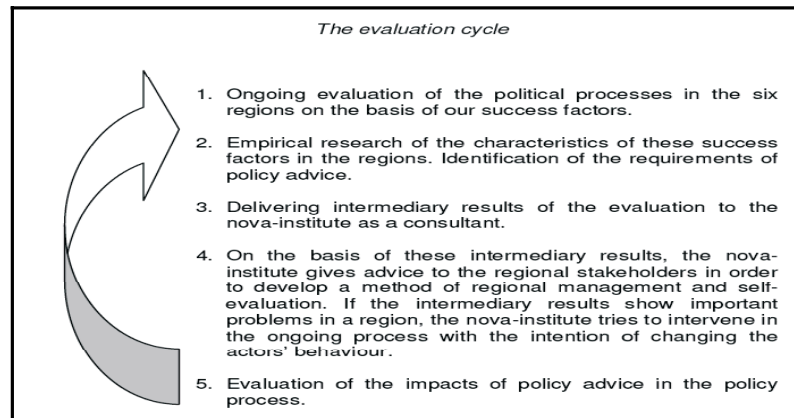 The evaluation cycle
1. Ongoing evaluation of the political processes in the six
regions on the basis of our success factors.
2. Empirical research of the characteristics of these success
factors in the regions. Identification of the requirements of
policy advice.
3. Delivering intermediary results of the evaluation to the
nova-institute as a consultant.
4. On the basis of these intermediary results, the nova-
institute gives advice to the regional stakeholders in order
to develop a method of regional management and self-
evaluation. If the intermediary results show important
problems in a region, the nova-institute tries to intervene in
the ongoing process with the intention of changing the
actors' behaviour.
5. Evaluation of the impacts of policy advice in the policy
process.